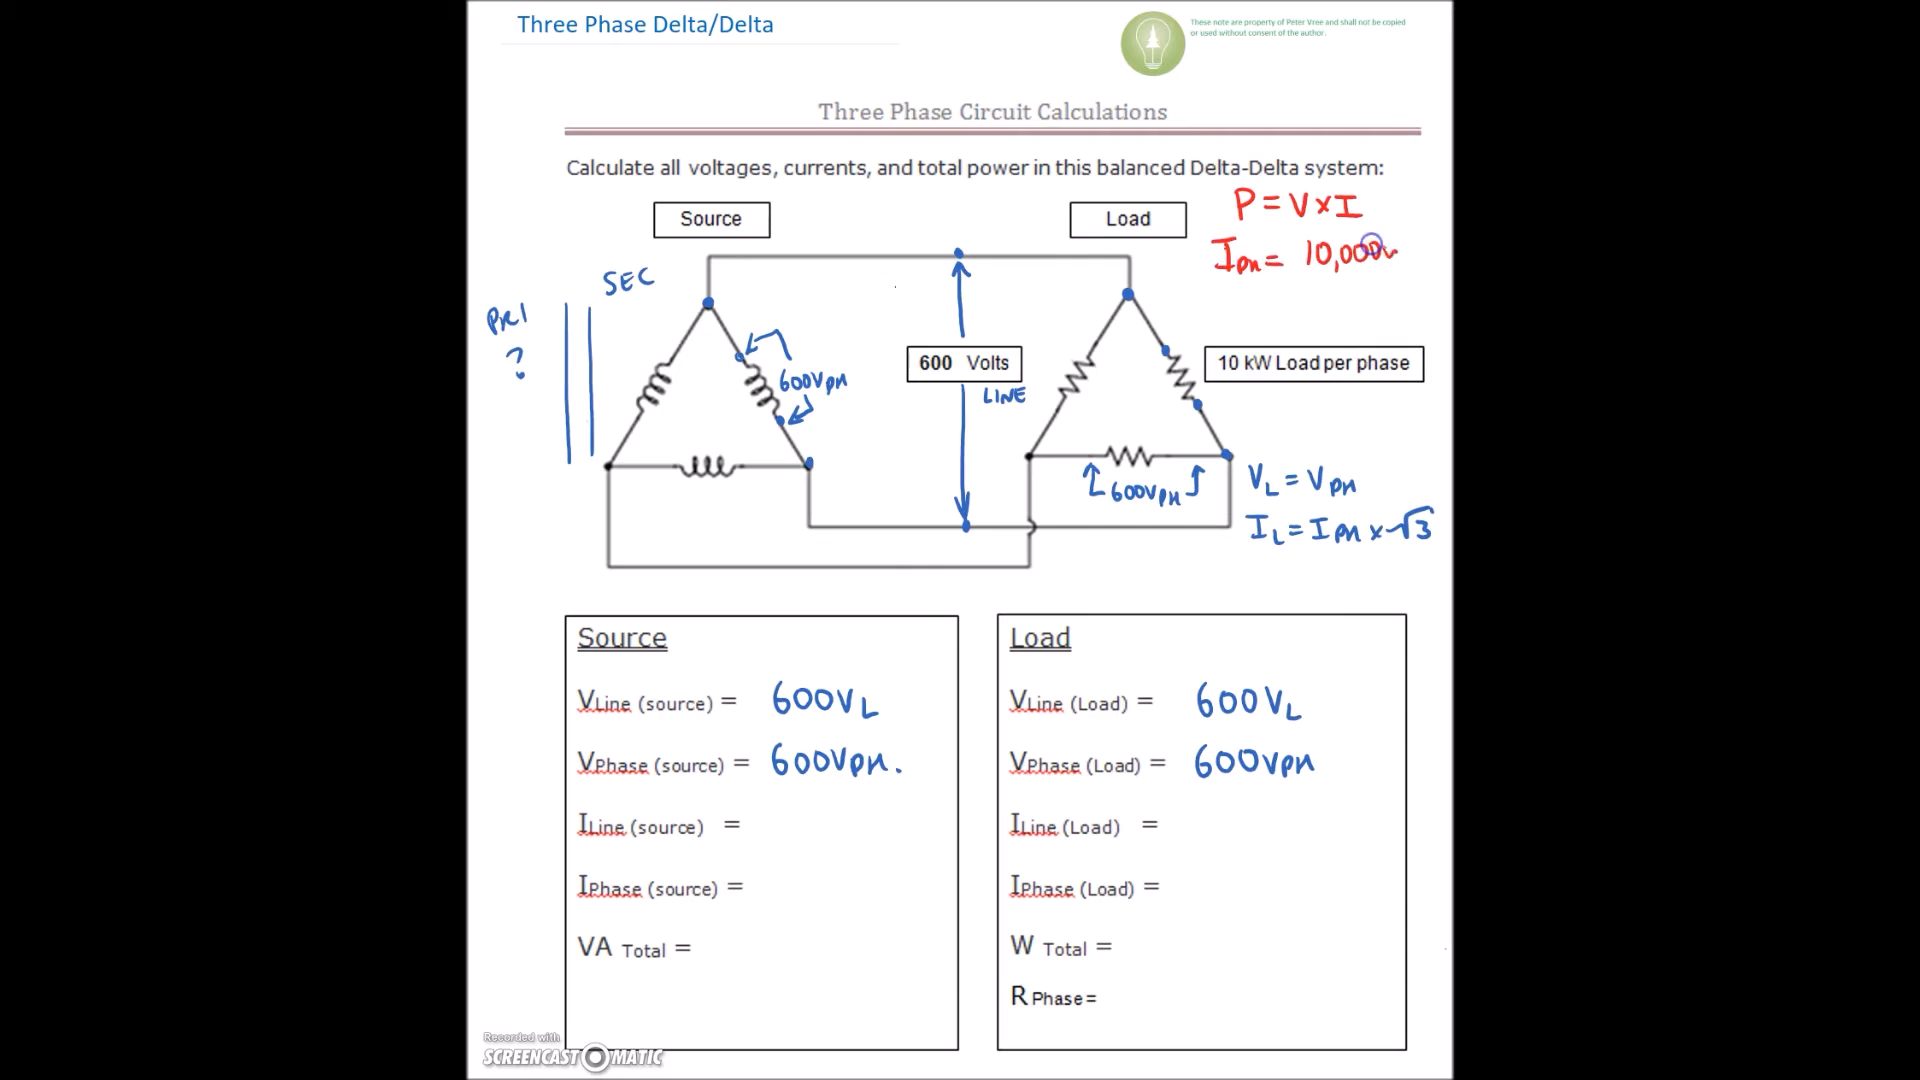 Three Phase Delta/Delta
These note are property of Peter Vree and shall not be copied
or used without consent of the author.
Three Phase Circuit Calculations
Calculate all voltages, currents, and total power in this balanced Delta-Delta system:
Source
Load
P = V x I
I PH = 10,000w
SEC
PRI
?
600VPH
600 Volts
LINE
10 kW Load per phase
600VPH
VL = VPH
IL = IPH x √3
Source
VLine (source) = 600VL
VPhase (source) = 600VPH.
ILine (source) =
IPhase (source) =
VA Total =
Load
VLine (Load) = 600VL
VPhase (Load) = 600VPH
ILine (Load) =
IPhase (Load) =
W Total =
R Phase =
Recorded with
SCREENCAST-O-MATIC